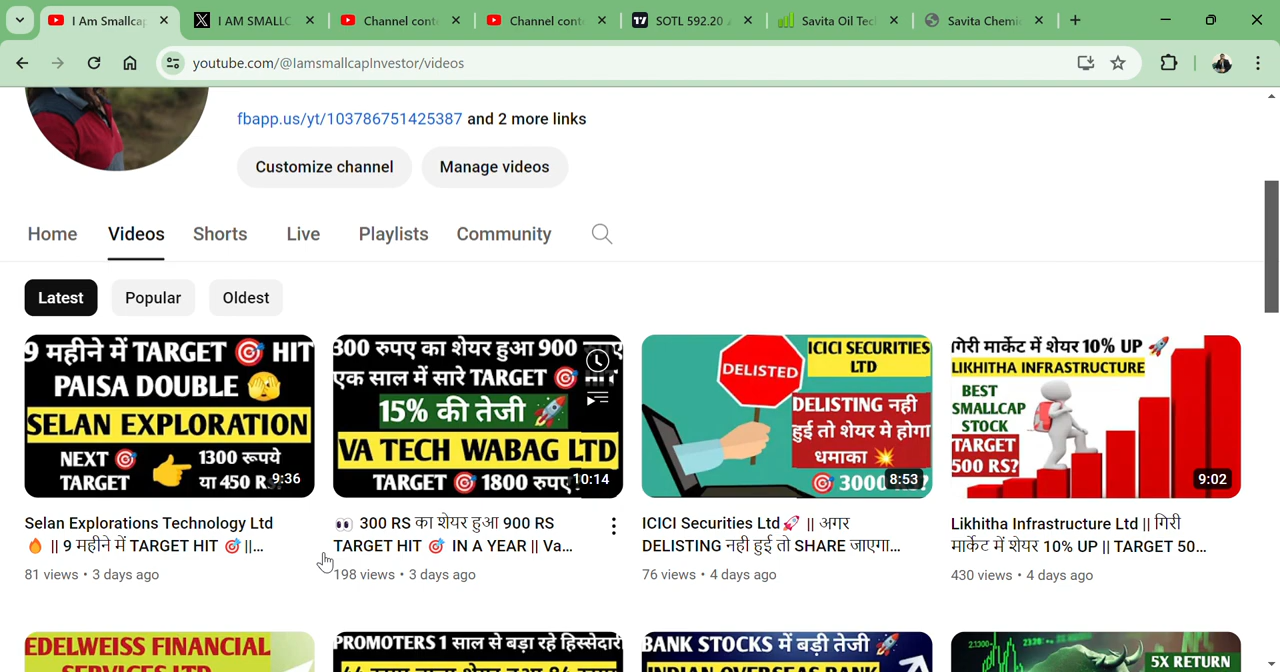 I Am Smallcap
I AM SMALLC
Channel cont
Channel cont
SOTL 592.20
Savita Oil Tec
Savita Chemi
youtube.com/@IamsmallcapInvestor/videos
fbapp.us/yt/103786751425387 and 2 more links
Customize channel
Manage videos
Home
Videos
Shorts
Live
Playlists
Community
Latest
Popular
Oldest
9 महीने में TARGET 🎯 HIT
PAISA DOUBLE 🫣
SELAN EXPLORATION
NEXT 🎯 👉 1300 रूपये
TARGET या 450 R
9:36
300 रुपए का शेयर हुआ 900
एक साल में सारे TARGET 🎯 HIT
15% की तेजी 🚀
VA TECH WABAG LTD
TARGET 🎯 1800 रुपए
10:14
DELISTED
ICICI SECURITIES
LTD
DELISTING नही
हुई तो शेयर मे होगा
धमाका 💥
🎯 3000
8:53
गिरी मार्केट में शेयर 10% UP 🚀
LIKHITHA INFRASTRUCTURE
BEST
SMALLCAP
STOCK
TARGET
500 RS?
9:02
Selan Explorations Technology Ltd
🔥 || 9 महीने में TARGET HIT 🎯 ||...
81 views • 3 days ago
👀 300 RS का शेयर हुआ 900 RS
TARGET HIT 🎯 IN A YEAR || Va...
198 views • 3 days ago
ICICI Securities Ltd🚀 || अगर
DELISTING नही हुई तो SHARE जाएगा...
76 views • 4 days ago
Likhitha Infrastructure Ltd || गिरी
मार्केट में शेयर 10% UP || TARGET 50...
430 views • 4 days ago
EDELWEISS FINANCIAL
SERVICES LTD
PROMOTERS 1 साल से बड़ा रहे हिस्सेदारी
BANK STOCKS में बड़ी तेजी 🚀
INDIAN OVERSEAS BANK
5X RETURN